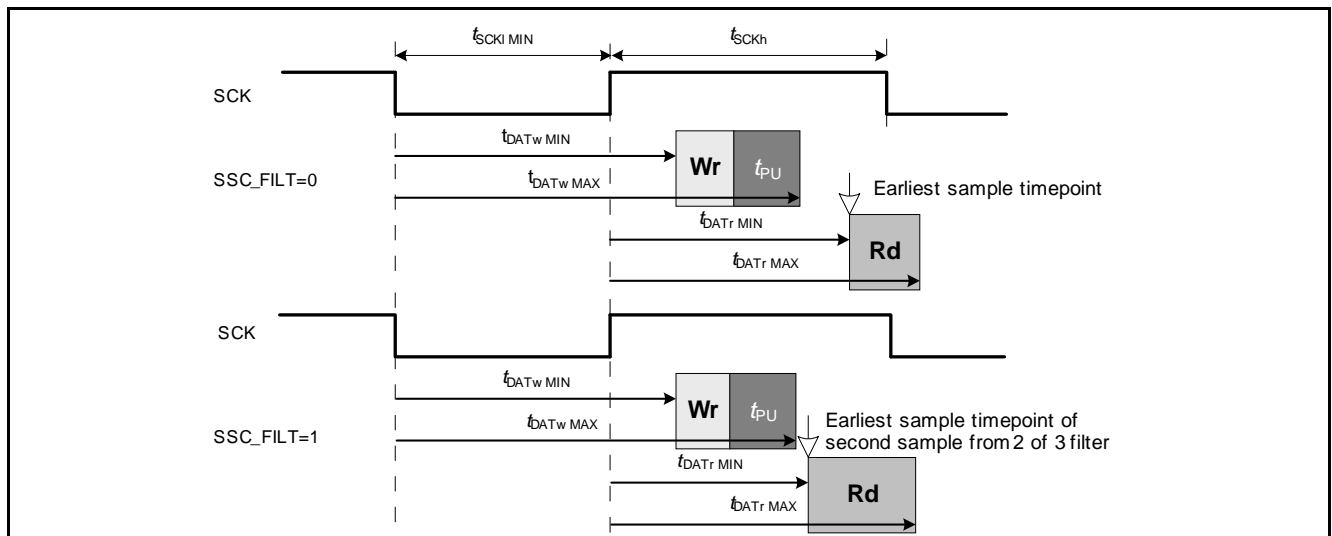 tSCKl MIN
tSCKh
SCK
tDATw MIN
Wr
tPU
SSC_FILT=0
tDATw MAX
Earliest sample timepoint
tDATr MIN
Rd
tDATr MAX
SCK
tDATw MIN
Wr
tPU
SSC_FILT=1
tDATw MAX
Earliest sample timepoint of
second sample from 2 of 3 filter
tDATr MIN
Rd
tDATr MAX